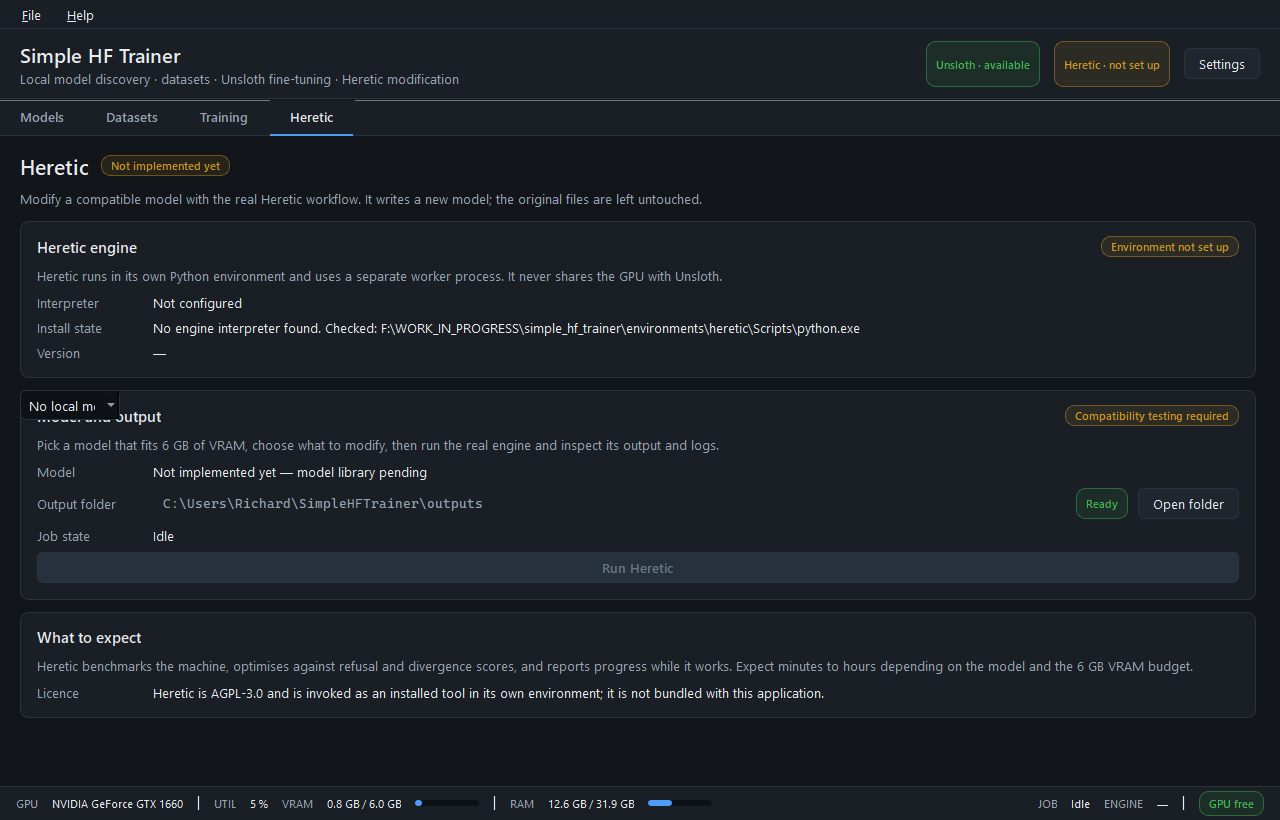 File Help
Simple HF Trainer
Local model discovery · datasets · Unsloth fine-tuning · Heretic modification
Unsloth · available
Heretic · not set up
Settings
Models Datasets Training Heretic
Heretic Not implemented yet
Modify a compatible model with the real Heretic workflow. It writes a new model; the original files are left untouched.
Heretic engine Environment not set up
Heretic runs in its own Python environment and uses a separate worker process. It never shares the GPU with Unsloth.
Interpreter Not configured
Install state No engine interpreter found. Checked: F:\WORK_IN_PROGRESS\simple_hf_trainer\environments\heretic\Scripts\python.exe
Version —
No local
output Compatibility testing required
Pick a model that fits 6 GB of VRAM, choose what to modify, then run the real engine and inspect its output and logs.
Model Not implemented yet — model library pending
Output folder C:\Users\Richard\SimpleHFTrainer\outputs Ready Open folder
Job state Idle
Run Heretic
What to expect
Heretic benchmarks the machine, optimises against refusal and divergence scores, and reports progress while it works. Expect minutes to hours depending on the model and the 6 GB VRAM budget.
Licence Heretic is AGPL-3.0 and is invoked as an installed tool in its own environment; it is not bundled with this application.
GPU NVIDIA GeForce GTX 1660 UTIL 5 % VRAM 0.8 GB / 6.0 GB RAM 12.6 GB / 31.9 GB JOB Idle ENGINE — GPU free